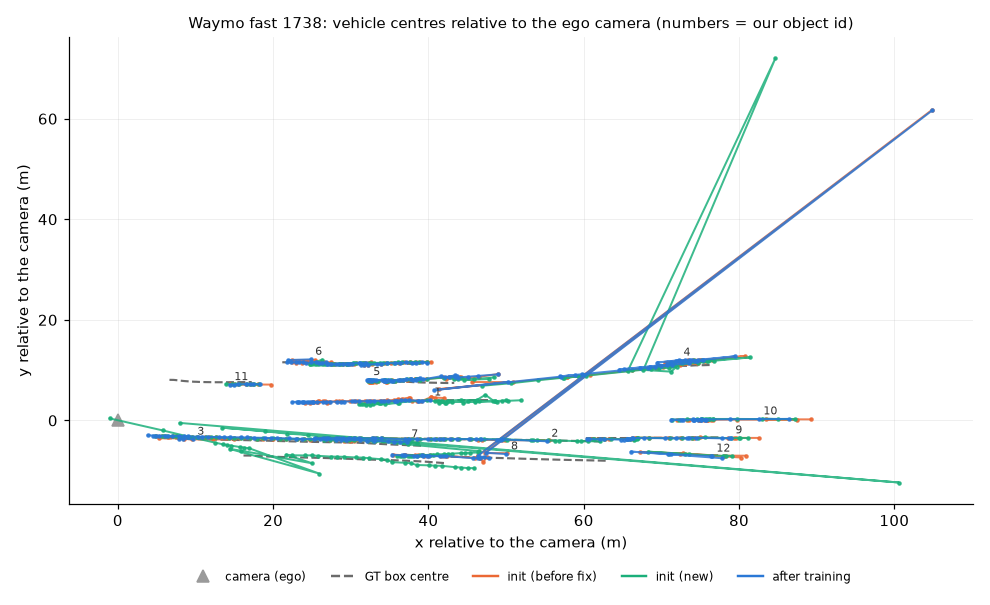 Waymo fast 1738: vehicle centres relative to the ego camera (numbers = our object id)
y relative to the camera (m)
60
40
20
0
4
6
5
11
1
10
3
7
2
9
8
12
0
20
40
60
80
100
x relative to the camera (m)
camera (ego)
GT box centre
init (before fix)
init (new)
after training